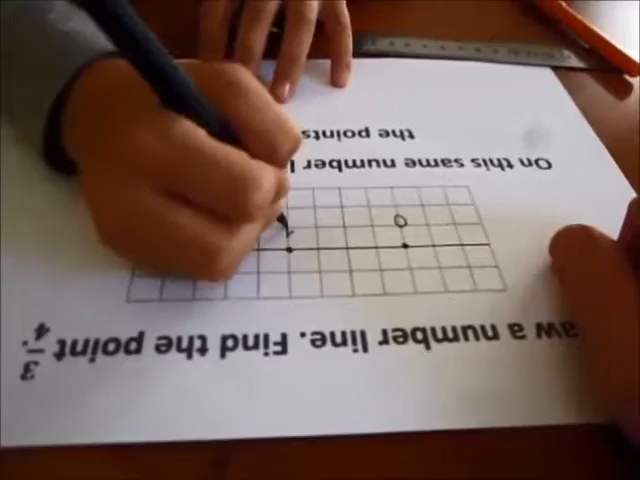 aw a number line. Find the point 3/4.
0
On this same number l
the points